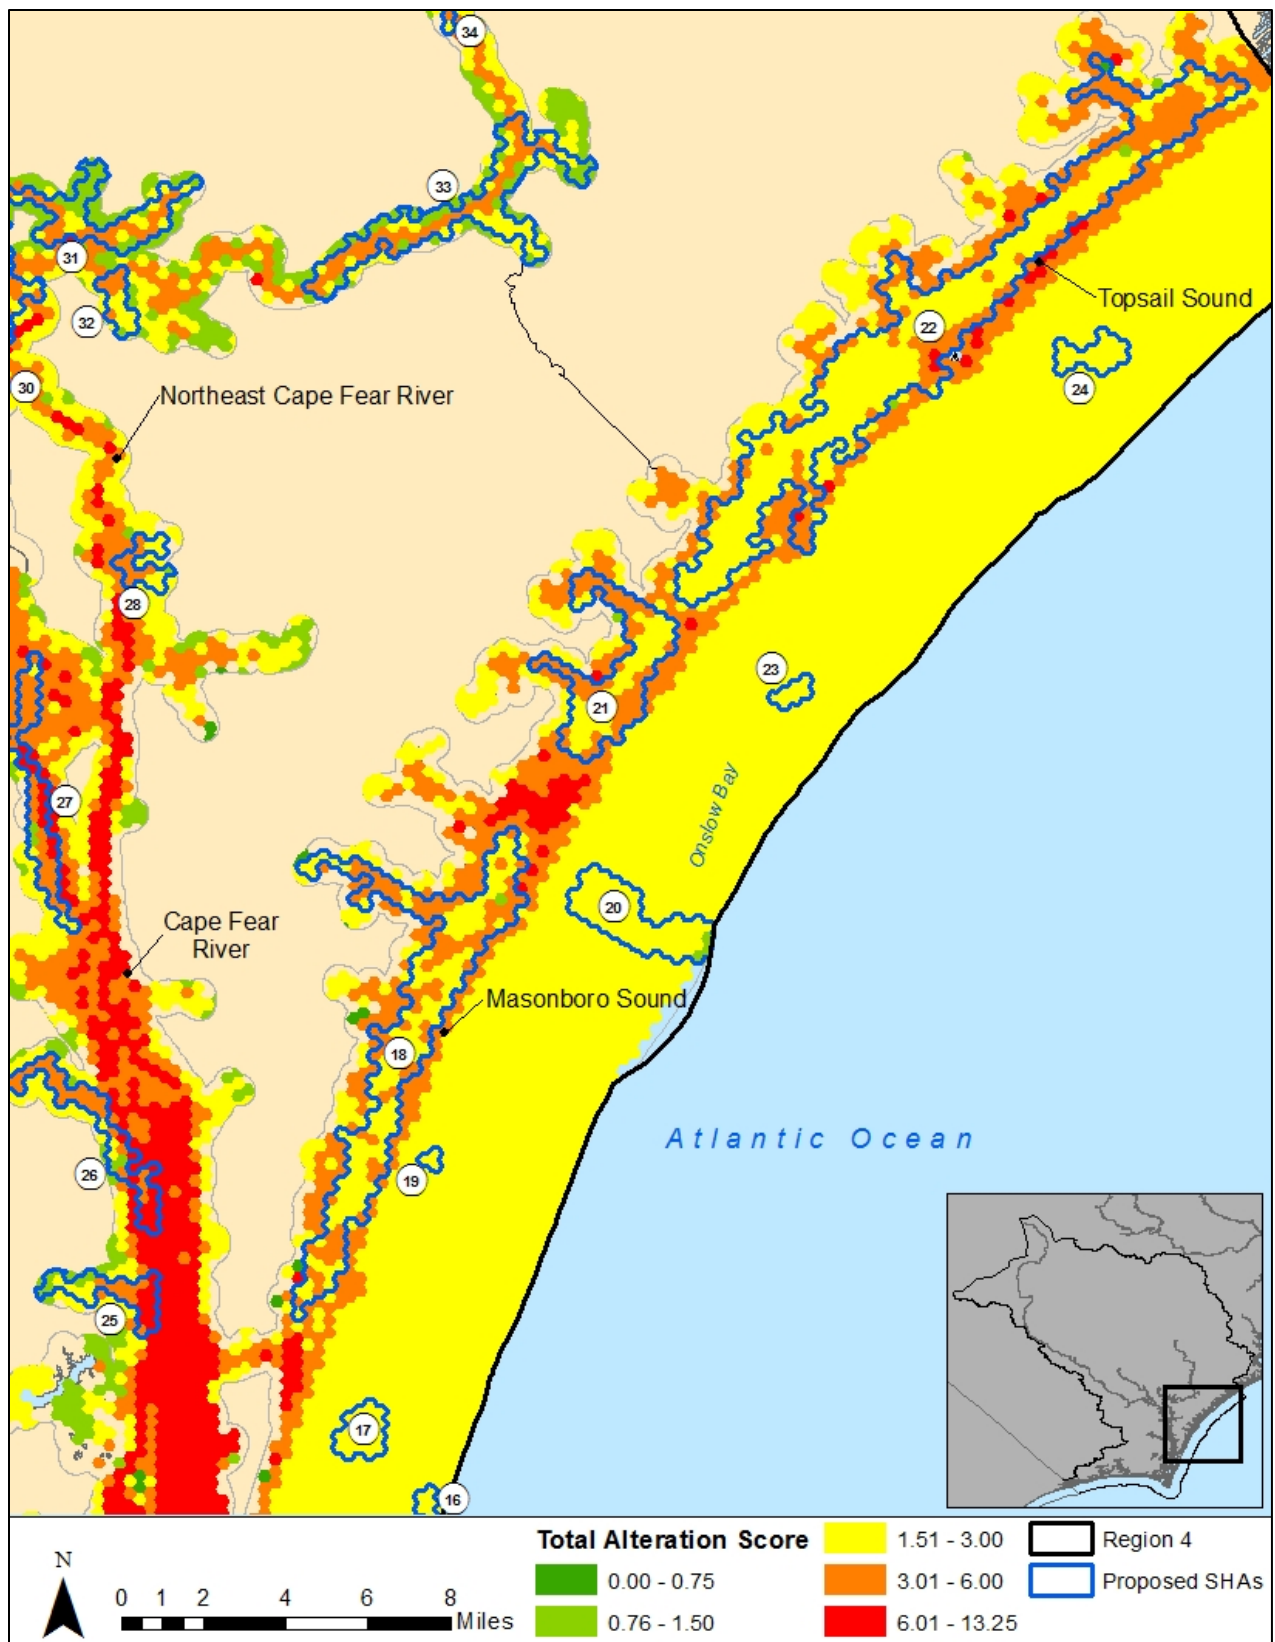 34
33
31
32
30
Northeast Cape Fear River
22
Topsail Sound
24
28
23
21
27
Onslow Bay
20
Cape Fear
River
Masonboro Sound
18
Atlantic Ocean
26
19
25
17
16
N
0 1 2 4 6 8
Miles
Total Alteration Score
0.00 - 0.75
0.76 - 1.50
1.51 - 3.00
3.01 - 6.00
6.01 - 13.25
Region 4
Proposed SHAs